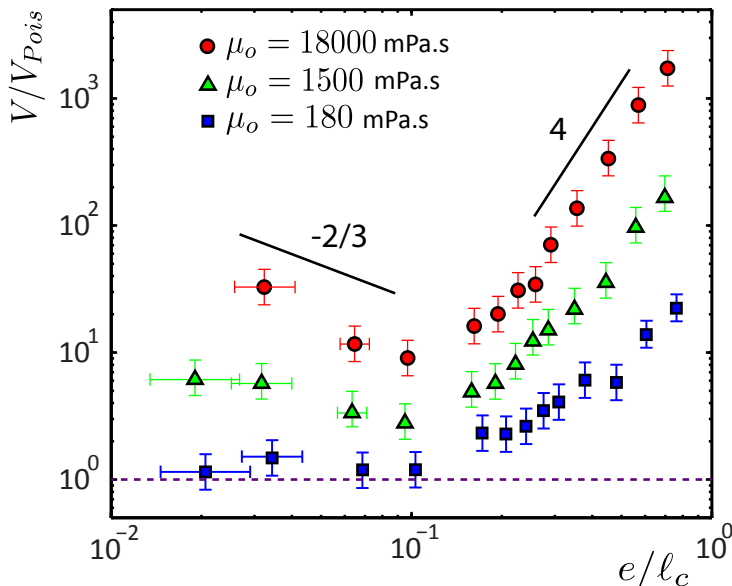 V/V_{Pois}
μ_o = 18000 mPa.s
μ_o = 1500 mPa.s
μ_o = 180 mPa.s
10^3
10^2
10^1
10^0
4
-2/3
10^{-2}
10^{-1}
10^0
e/ℓ_c